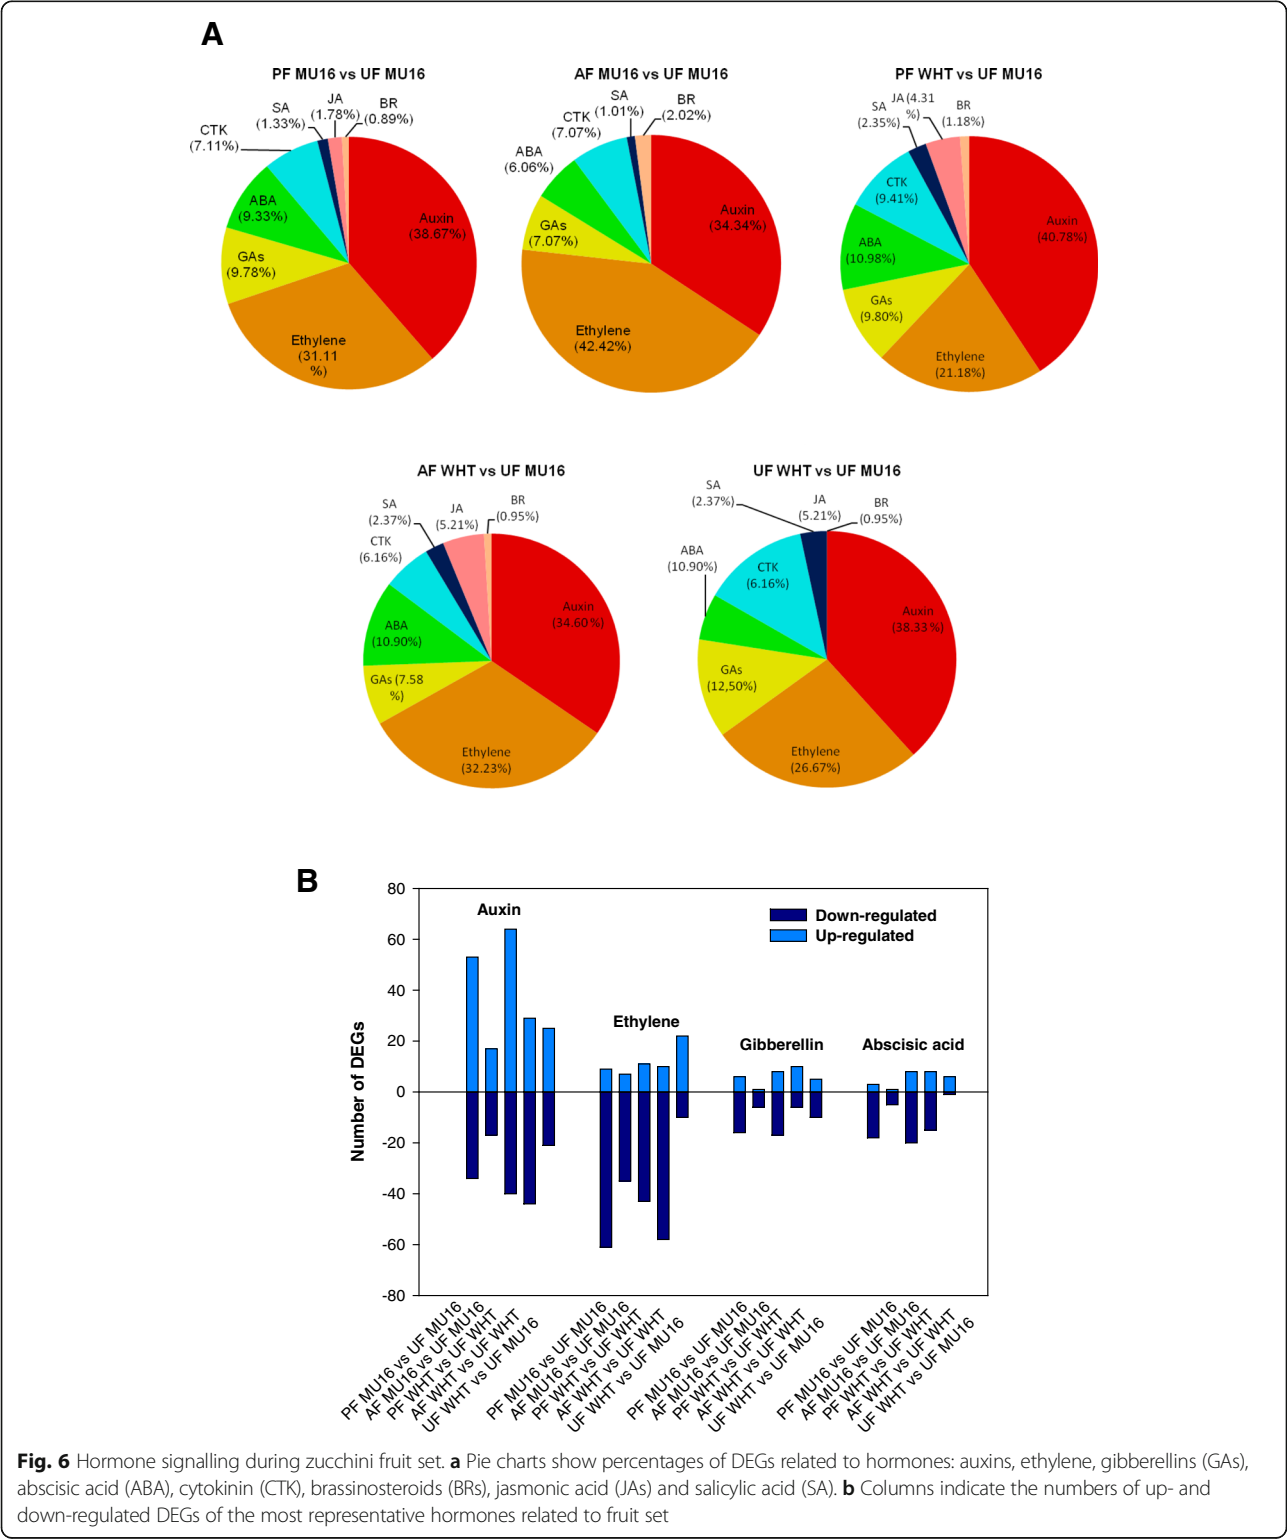 A
PF MU16 vs UF MU16
AF MU16 vs UF MU16
PF WHT vs UF MU16
CTK
(7.11%)
SA
(1.33%)
JA
(1.78%)
BR
(0.89%)
ABA
(9.33%)
GAs
(9.78%)
Auxin
(38.67%)
Ethylene
(31.11
%)
ABA
(6.06%)
CTK
(7.07%)
SA
(1.01%)
BR
(2.02%)
GAs
(7.07%)
Auxin
(34.34%)
Ethylene
(42.42%)
SA
(2.35%)
JA (4.31
%)
BR
(1.18%)
CTK
(9.41%)
ABA
(10.98%)
GAs
(9.80%)
Auxin
(40.78%)
Ethylene
(21.18%)
AF WHT vs UF MU16
UF WHT vs UF MU16
CTK
(6.16%)
SA
(2.37%)
JA
(5.21%)
BR
(0.95%)
ABA
(10.90%)
GAs (7.58
%)
Auxin
(34.60%)
Ethylene
(32.23%)
ABA
(10.90%)
SA
(2.37%)
JA
(5.21%)
BR
(0.95%)
CTK
(6.16%)
GAs
(12,50%)
Auxin
(38.33%)
Ethylene
(26.67%)
B
Number of DEGs
80
60
40
20
0
-20
-40
-60
-80
Auxin
Ethylene
Gibberellin
Abscisic acid
Down-regulated
Up-regulated
PF MU16 vs UF MU16
AF MU16 vs UF MU16
PF WHT vs UF WHT
AF WHT vs UF WHT
UF WHT vs UF MU16
PF MU16 vs UF MU16
AF MU16 vs UF MU16
PF WHT vs UF WHT
AF WHT vs UF WHT
UF WHT vs UF MU16
PF MU16 vs UF MU16
AF MU16 vs UF MU16
PF WHT vs UF WHT
AF WHT vs UF WHT
UF WHT vs UF MU16
PF MU16 vs UF MU16
AF MU16 vs UF MU16
PF WHT vs UF WHT
AF WHT vs UF WHT
UF WHT vs UF MU16
Fig. 6 Hormone signalling during zucchini fruit set. a Pie charts show percentages of DEGs related to hormones: auxins, ethylene, gibberellins (GAs),
abscisic acid (ABA), cytokinin (CTK), brassinosteroids (BRs), jasmonic acid (JAs) and salicylic acid (SA). b Columns indicate the numbers of up- and
down-regulated DEGs of the most representative hormones related to fruit set